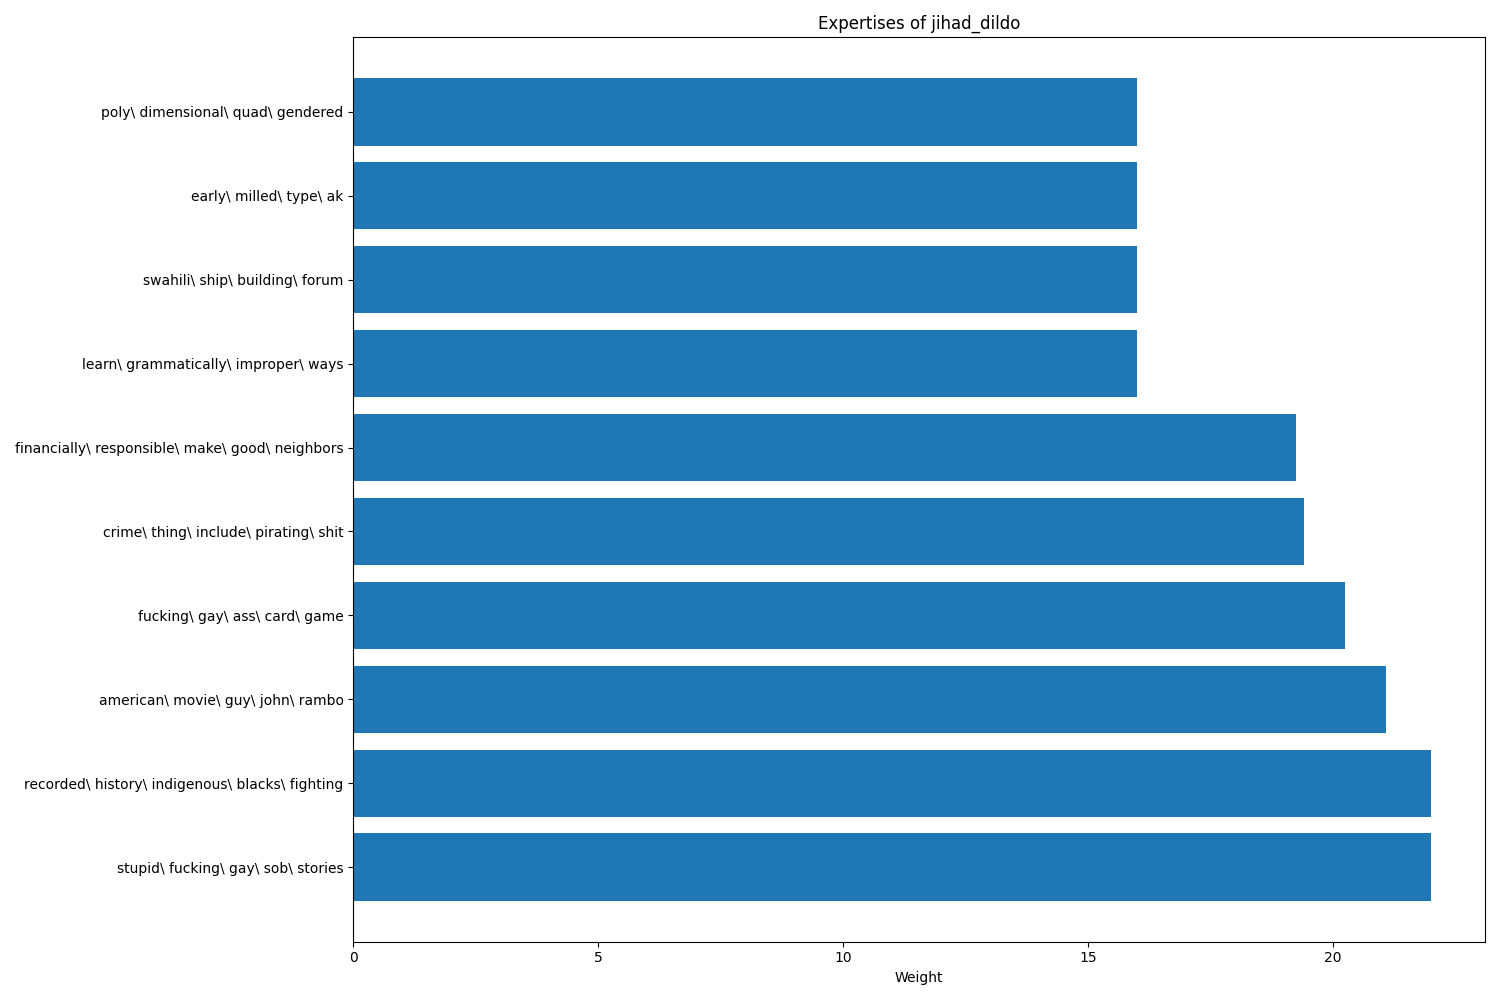 Expertises of jihad_dildo
poly\ dimensional\ quad\ gendered
early\ milled\ type\ ak
swahili\ ship\ building\ forum
learn\ grammatically\ improper\ ways
financially\ responsible\ make\ good\ neighbors
crime\ thing\ include\ pirating\ shit
fucking\ gay\ ass\ card\ game
american\ movie\ guy\ john\ rambo
recorded\ history\ indigenous\ blacks\ fighting
stupid\ fucking\ gay\ sob\ stories
0 5 10 15 20
Weight